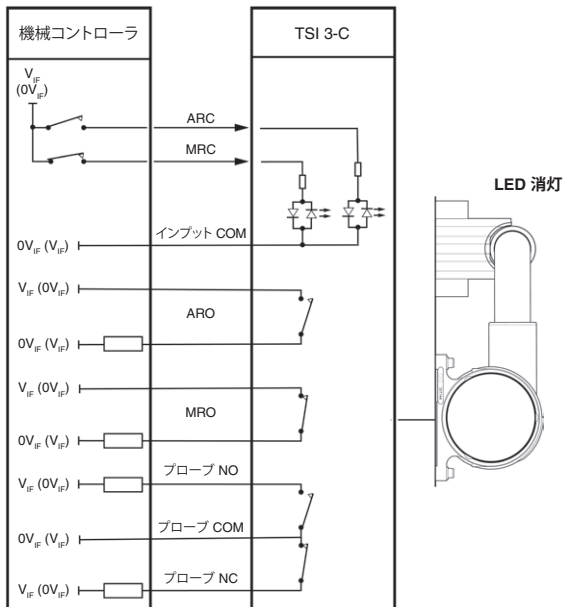 機械コントローラ
TSI 3-C
V_IF
(0V_IF)
ARC
MRC
LED 消灯
インプット COM
0V_IF (V_IF)
V_IF (0V_IF)
ARO
0V_IF (V_IF)
V_IF (0V_IF)
MRO
0V_IF (V_IF)
プローブ NO
V_IF (0V_IF)
プローブ COM
0V_IF (V_IF)
プローブ NC
V_IF (0V_IF)